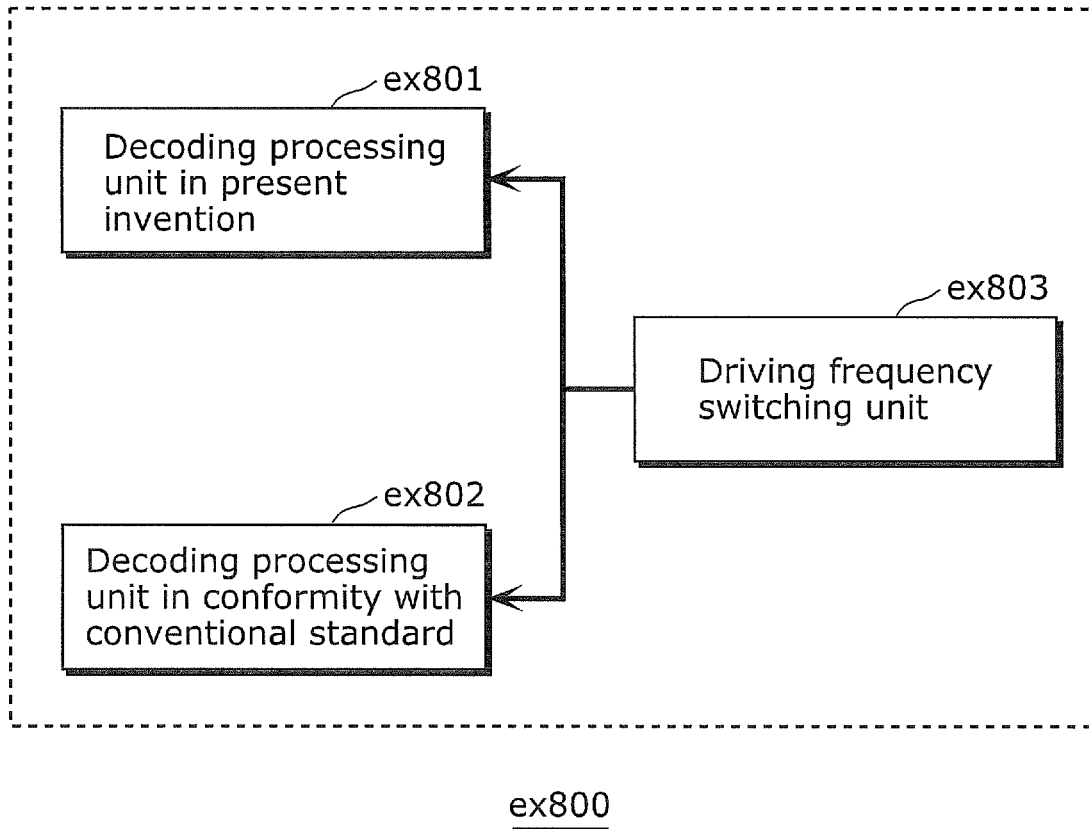 ex801
Decoding processing
unit in present
invention
ex803
Driving frequency
switching unit
ex802
Decoding processing
unit in conformity with
conventional standard
ex800